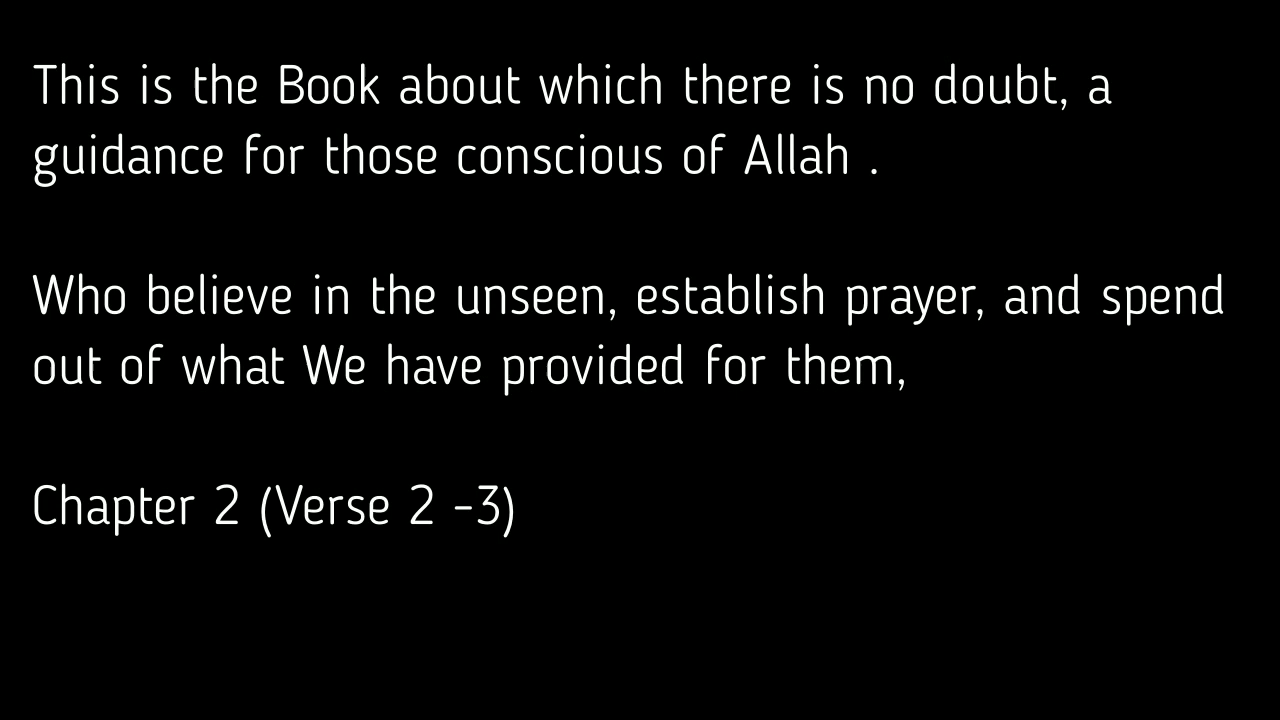 This is the Book about which there is no doubt, a
guidance for those conscious of Allah .
Who believe in the unseen, establish prayer, and spend
out of what We have provided for them,
Chapter 2 (Verse 2 -3)